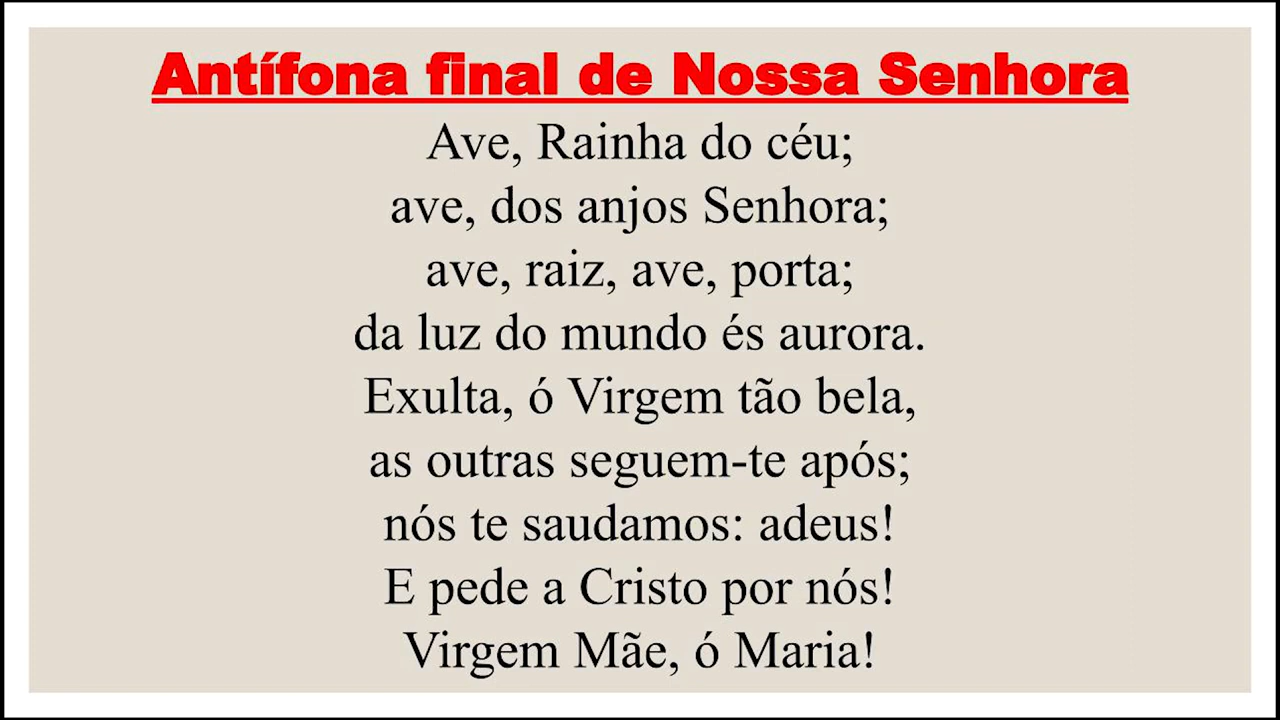 Antífona final de Nossa Senhora
Ave, Rainha do céu;
ave, dos anjos Senhora;
ave, raiz, ave, porta;
da luz do mundo és aurora.
Exulta, ó Virgem tão bela,
as outras seguem-te após;
nós te saudamos: adeus!
E pede a Cristo por nós!
Virgem Mãe, ó Maria!